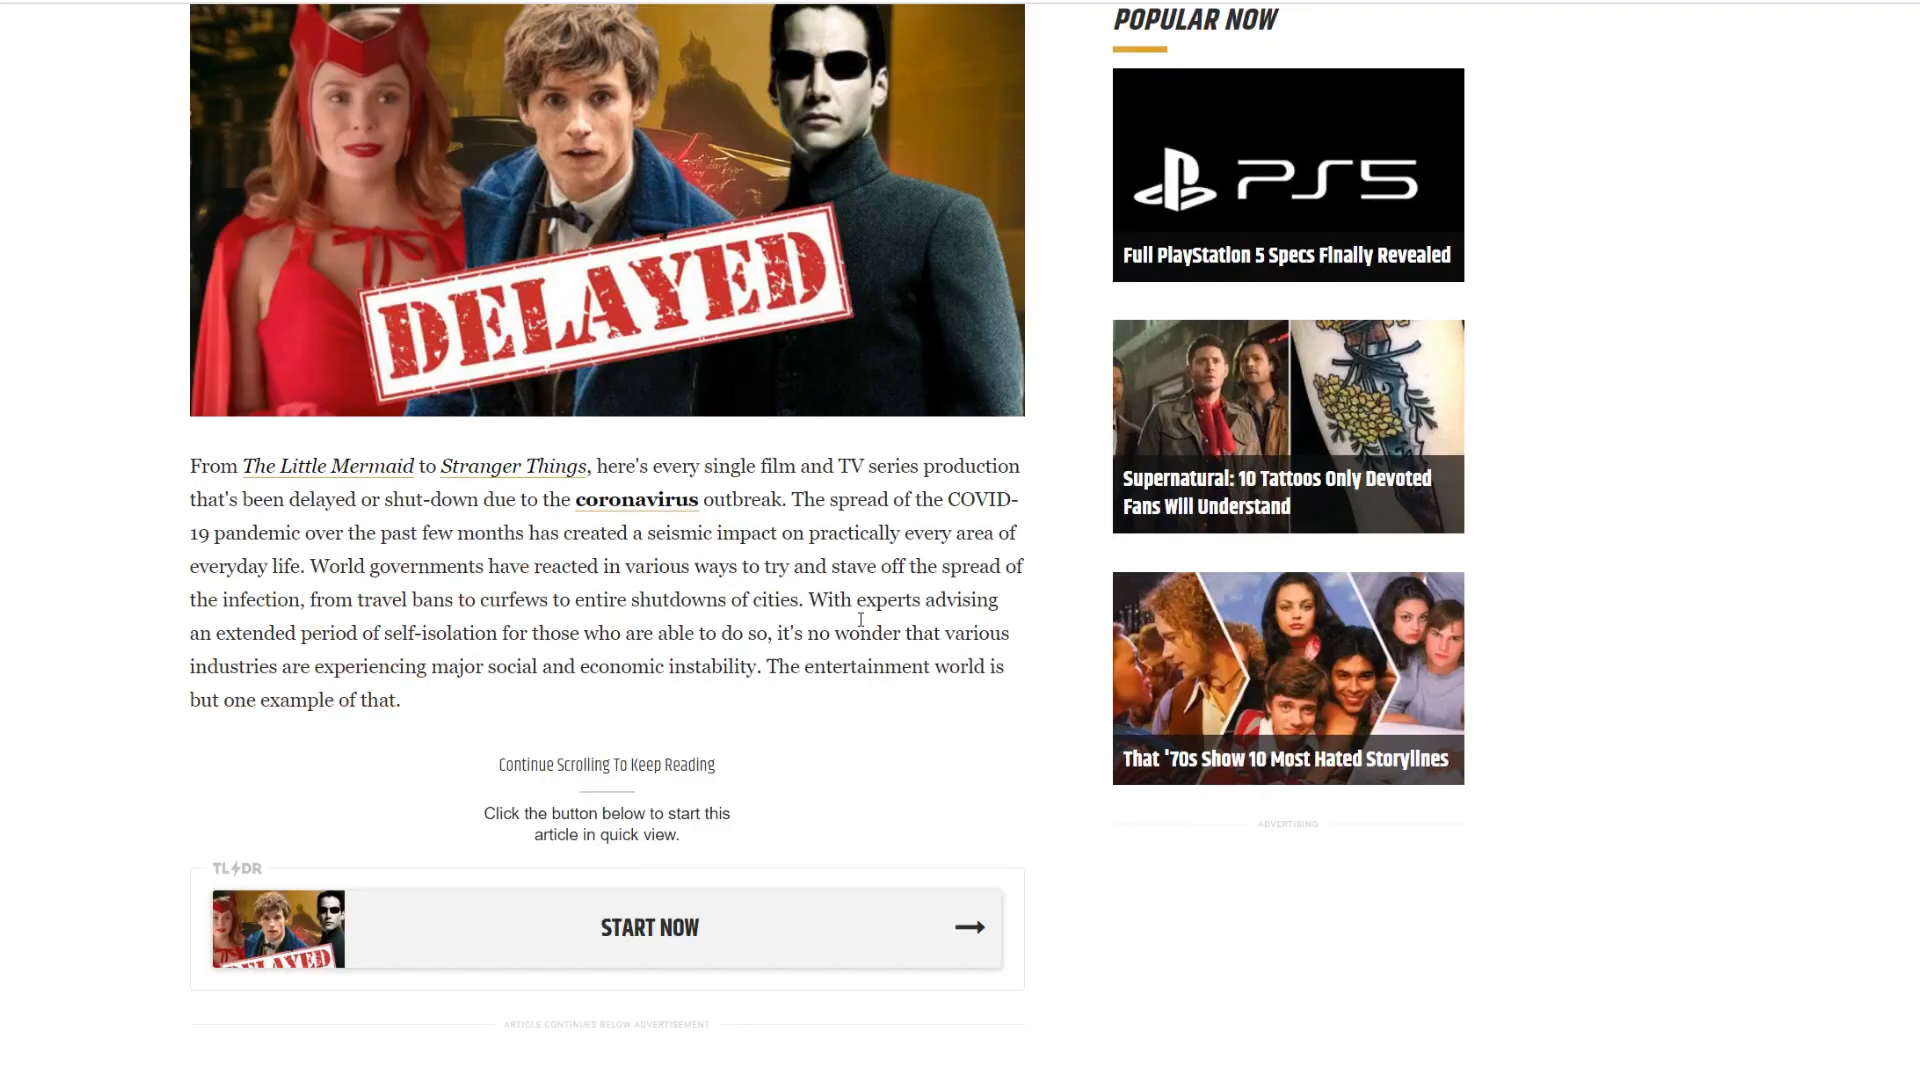 DELAYED
From The Little Mermaid to Stranger Things, here's every single film and TV series production
that's been delayed or shut-down due to the coronavirus outbreak. The spread of the COVID-
19 pandemic over the past few months has created a seismic impact on practically every area of
everyday life. World governments have reacted in various ways to try and stave off the spread of
the infection, from travel bans to curfews to entire shutdowns of cities. With experts advising
an extended period of self-isolation for those who are able to do so, it's no wonder that various
industries are experiencing major social and economic instability. The entertainment world is
but one example of that.
Continue Scrolling To Keep Reading
Click the button below to start this
article in quick view.
TL DR
DELAYED
START NOW
ARTICLE CONTINUES BELOW ADVERTISEMENT
POPULAR NOW
PS5
Full PlayStation 5 Specs Finally Revealed
Supernatural: 10 Tattoos Only Devoted
Fans Will Understand
That '70s Show 10 Most Hated Storylines
ADVERTISING